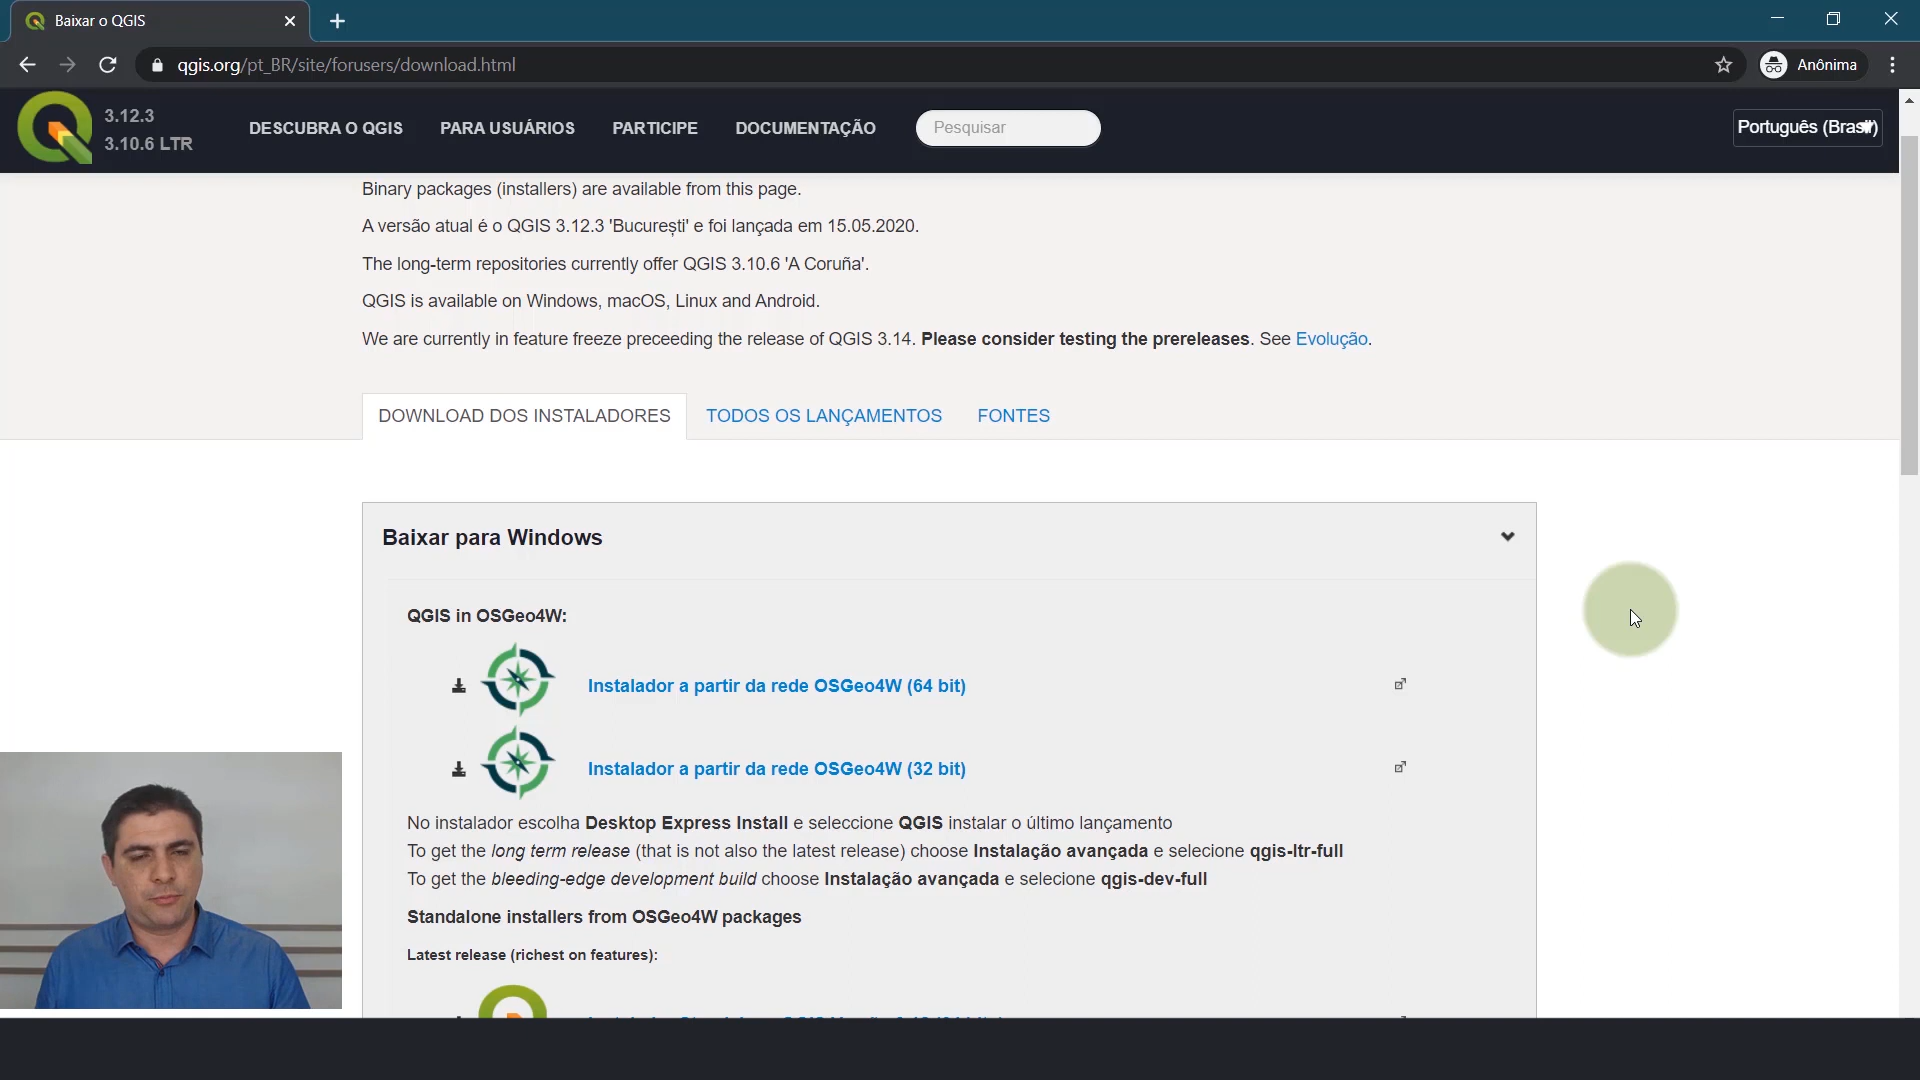 Baixar o QGIS
qgis.org/pt_BR/site/forusers/download.html
Anônima
3.12.3
3.10.6 LTR
DESCUBRA O QGIS
PARA USUÁRIOS
PARTICIPE
DOCUMENTAÇÃO
Pesquisar
Português (Brasil)
Binary packages (installers) are available from this page.
A versão atual é o QGIS 3.12.3 'București' e foi lançada em 15.05.2020.
The long-term repositories currently offer QGIS 3.10.6 'A Coruña'.
QGIS is available on Windows, macOS, Linux and Android.
We are currently in feature freeze preceeding the release of QGIS 3.14. Please consider testing the prereleases. See Evolução.
DOWNLOAD DOS INSTALADORES
TODOS OS LANÇAMENTOS
FONTES
Baixar para Windows
QGIS in OSGeo4W:
Instalador a partir da rede OSGeo4W (64 bit)
Instalador a partir da rede OSGeo4W (32 bit)
No instalador escolha Desktop Express Install e seleccione QGIS instalar o último lançamento
To get the long term release (that is not also the latest release) choose Instalação avançada e selecione qgis-ltr-full
To get the bleeding-edge development build choose Instalação avançada e selecione qgis-dev-full
Standalone installers from OSGeo4W packages
Latest release (richest on features):